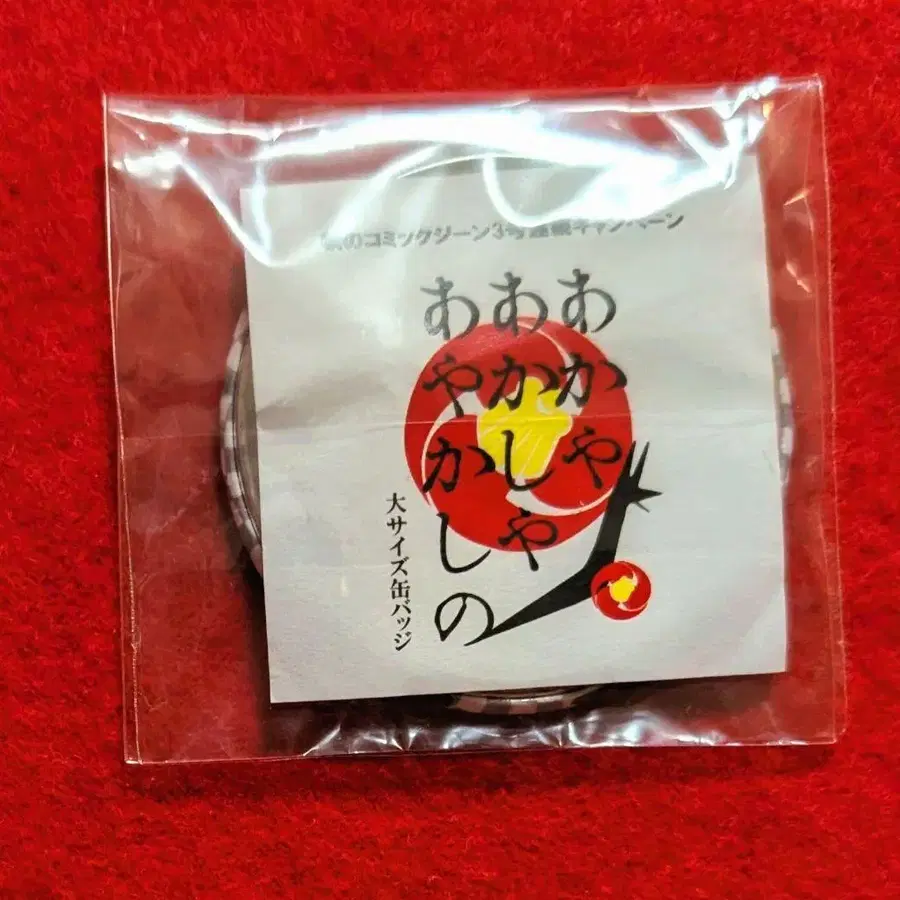 のコミックジーン3号連続キャンペーン
あかや
あかしや
あやかしの
大サイズ缶バッジ